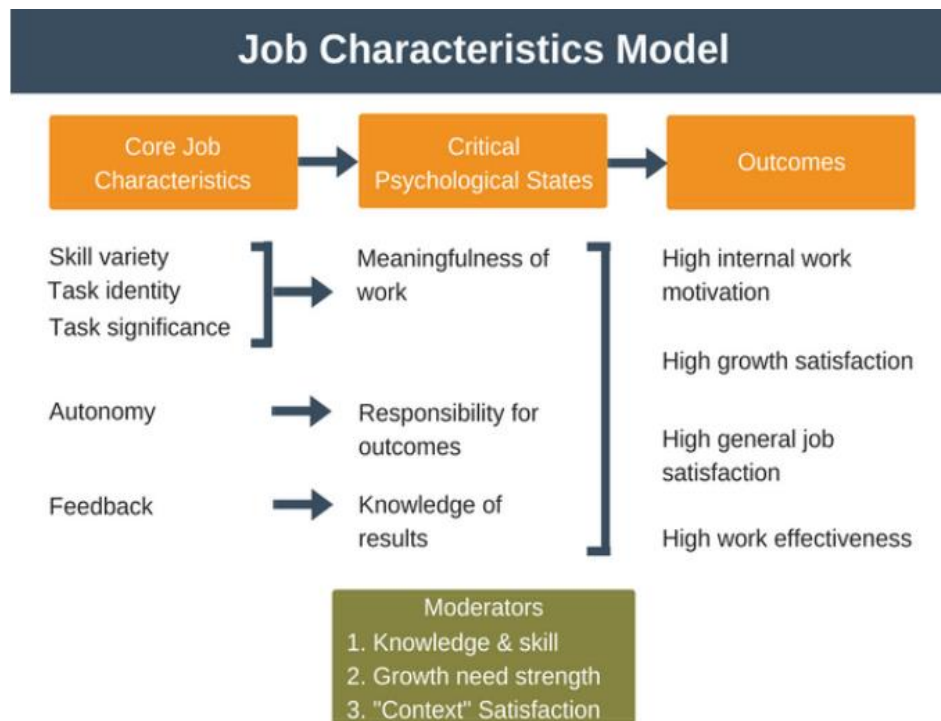 Job Characteristics Model
Core Job
Characteristics
Critical
Psychological States
Outcomes
Skill variety
Task identity
Task significance
Meaningfulness of
work
High internal work
motivation
High growth satisfaction
Autonomy
Responsibility for
outcomes
High general job
satisfaction
Feedback
Knowledge of
results
High work effectiveness
Moderators
1. Knowledge & skill
2. Growth need strength
3. "Context" Satisfaction